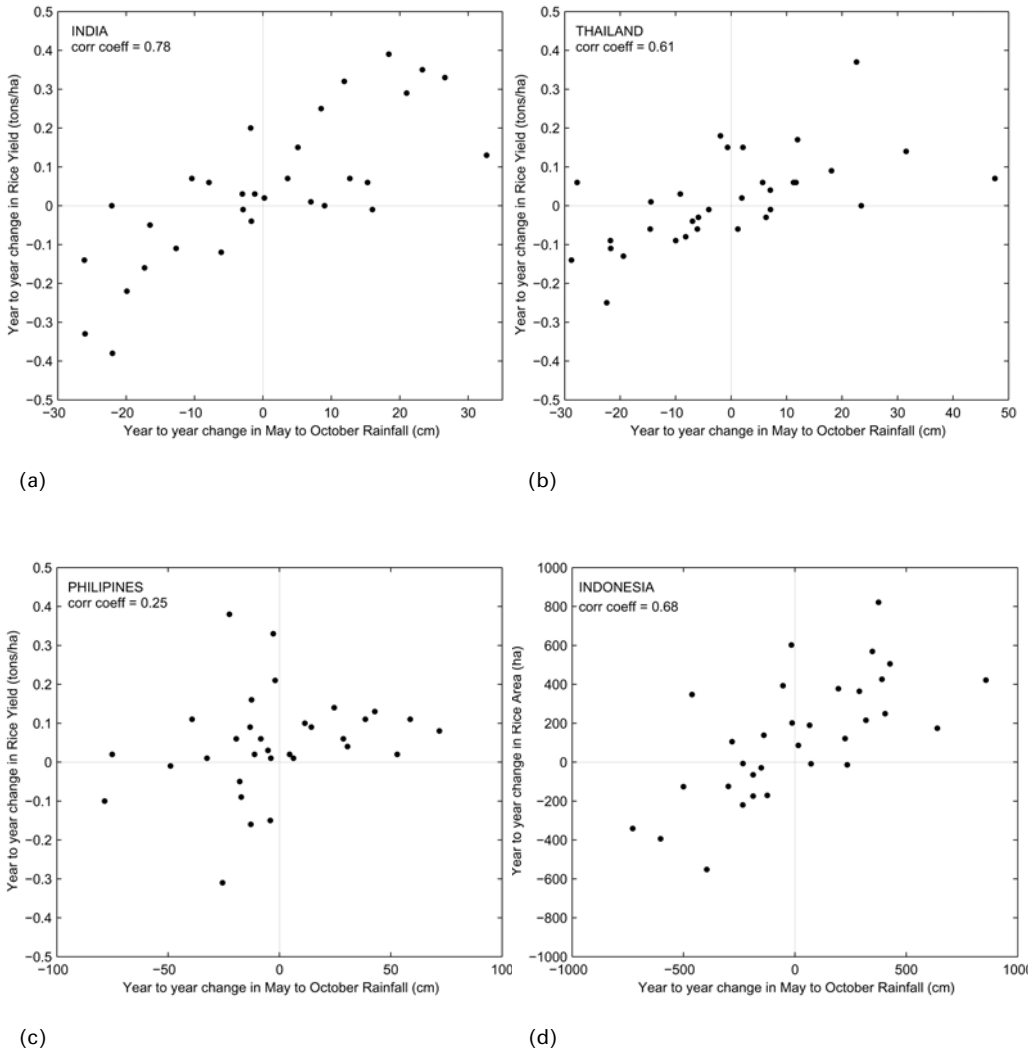 INDIA
corr coeff = 0.78
Year to year change in Rice Yield (tons/ha)
0.5
0.4
0.3
0.2
0.1
0
−0.1
−0.2
−0.3
−0.4
−0.5
−30 −20 −10 0 10 20 30
Year to year change in May to October Rainfall (cm)
(a)
THAILAND
corr coeff = 0.61
Year to year change in Rice Yield (tons/ha)
0.5
0.4
0.3
0.2
0.1
0
−0.1
−0.2
−0.3
−0.4
−0.5
−30 −20 −10 0 10 20 30 40 50
Year to year change in May to October Rainfall (cm)
(b)
PHILIPINES
corr coeff = 0.25
Year to year change in Rice Yield (tons/ha)
0.5
0.4
0.3
0.2
0.1
0
−0.1
−0.2
−0.3
−0.4
−0.5
−100 −50 0 50 100
Year to year change in May to October Rainfall (cm)
(c)
INDONESIA
corr coeff = 0.68
Year to year change in Rice Area (ha)
1000
800
600
400
200
0
−200
−400
−600
−800
−1000
−1000 −500 0 500 1000
Year to year change in May to October Rainfall (cm)
(d)